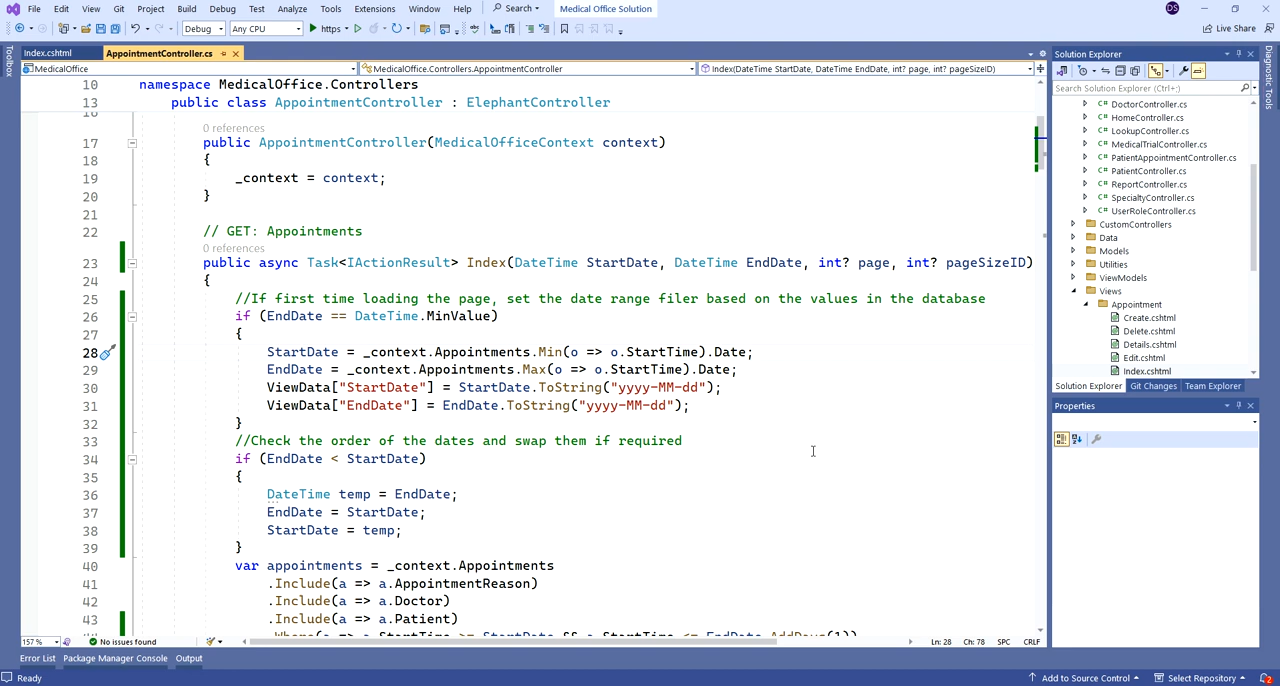 File Edit View Git Project Build Debug Test Analyze Tools Extensions Window Help Search Medical Office Solution DS
Debug Any CPU https Live Share
Index.cshtml AppointmentController.cs
MedicalOffice MedicalOffice.Controllers.AppointmentController Index(DateTime StartDate, DateTime EndDate, int? page, int? pageSizeID)
Toolbox
10 namespace MedicalOffice.Controllers
13 public class AppointmentController : ElephantController
16
0 references
17 public AppointmentController(MedicalOfficeContext context)
18 {
19 _context = context;
20 }
21
22 // GET: Appointments
0 references
23 public async Task<IActionResult> Index(DateTime StartDate, DateTime EndDate, int? page, int? pageSizeID)
24 {
25 //If first time loading the page, set the date range filer based on the values in the database
26 if (EndDate == DateTime.MinValue)
27 {
28 StartDate = _context.Appointments.Min(o => o.StartTime).Date;
29 EndDate = _context.Appointments.Max(o => o.StartTime).Date;
30 ViewData["StartDate"] = StartDate.ToString("yyyy-MM-dd");
31 ViewData["EndDate"] = EndDate.ToString("yyyy-MM-dd");
32 }
33 //Check the order of the dates and swap them if required
34 if (EndDate < StartDate)
35 {
36 DateTime temp = EndDate;
37 EndDate = StartDate;
38 StartDate = temp;
39 }
40 var appointments = _context.Appointments
41 .Include(a => a.AppointmentReason)
42 .Include(a => a.Doctor)
43 .Include(a => a.Patient)
.Where(a => a.StartTime >= StartDate && a.StartTime <= EndDate.AddDays(1))
157 % No issues found Ln: 28 Ch: 78 SPC CRLF
Error List Package Manager Console Output
Solution Explorer
Search Solution Explorer (Ctrl+;)
C# DoctorController.cs
C# HomeController.cs
C# LookupController.cs
C# MedicalTrialController.cs
C# PatientAppointmentController.cs
C# PatientController.cs
C# ReportController.cs
C# SpecialtyController.cs
C# UserRoleController.cs
CustomControllers
Data
Models
Utilities
ViewModels
Views
Appointment
Create.cshtml
Delete.cshtml
Details.cshtml
Edit.cshtml
Index.cshtml
Solution Explorer Git Changes Team Explorer
Properties
Diagnostic Tools
Ready Add to Source Control Select Repository 2